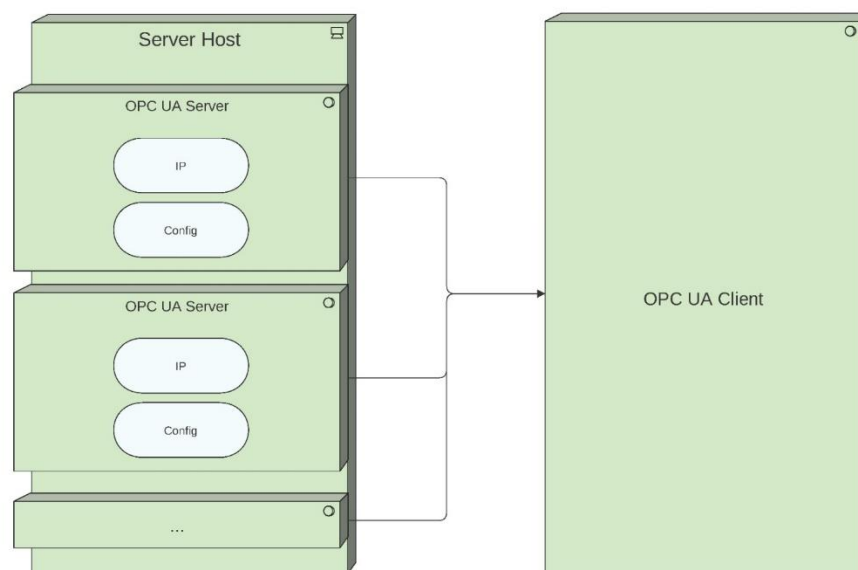 Server Host
OPC UA Server
IP
Config
OPC UA Server
IP
Config
...
OPC UA Client